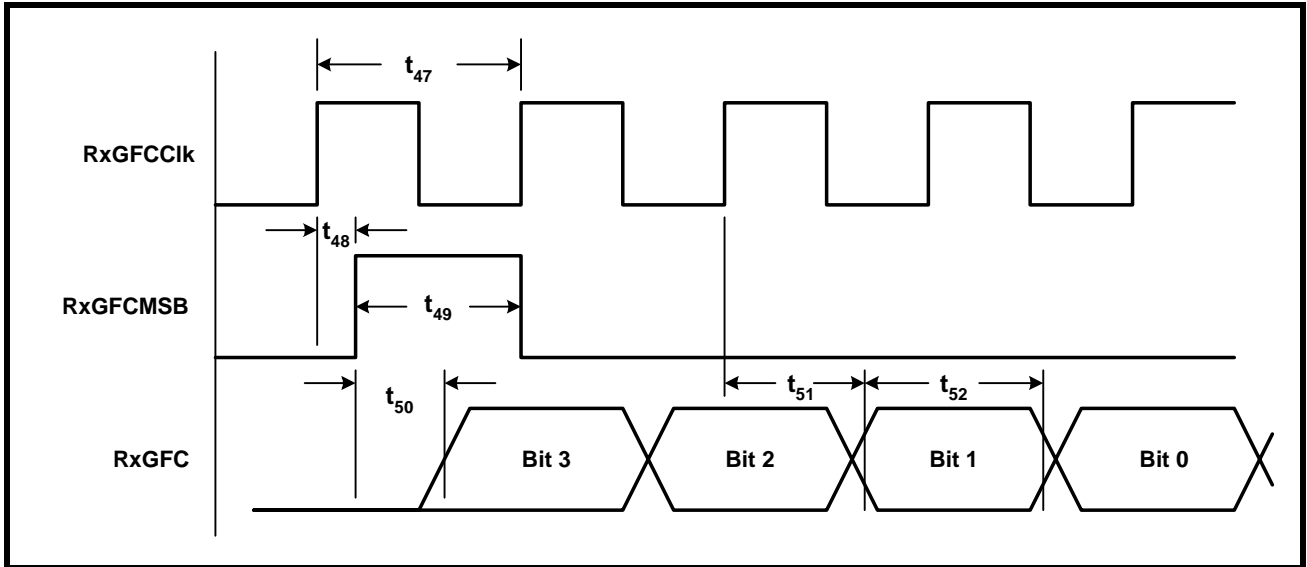 t47
RxGFCClk
t48
RxGFCMSB
t49
t50
t51
t52
RxGFC
Bit 3
Bit 2
Bit 1
Bit 0